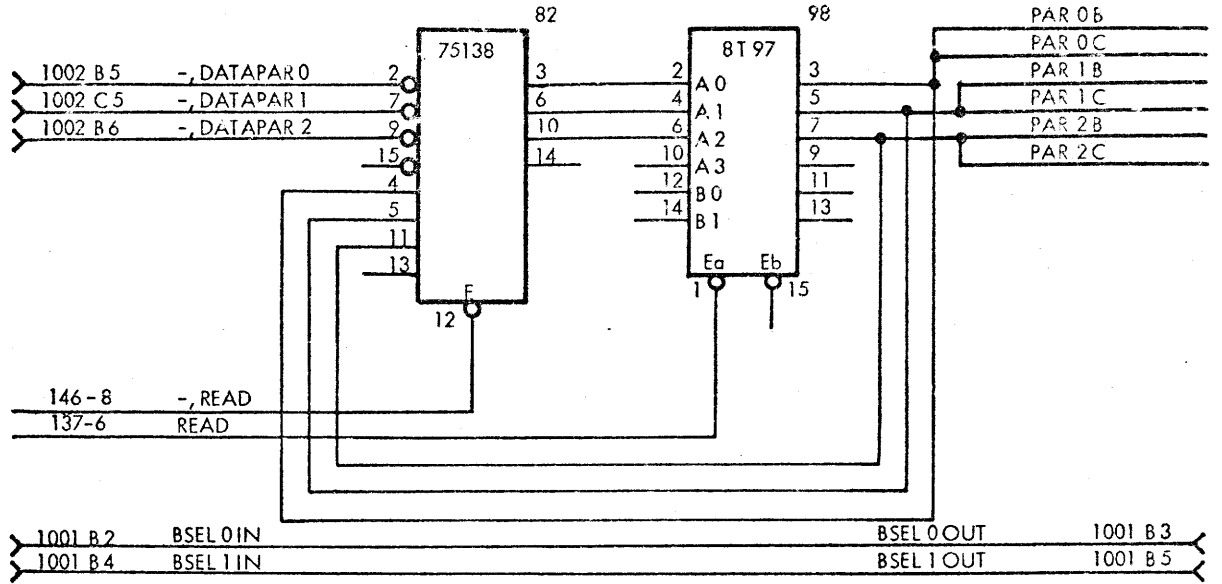 82 98 PAR 0B
75138 8T 97 PAR 0C
1002 B5 -, DATAPAR 0 2 3 2 A0 3 PAR 1B
1002 C5 -, DATAPAR 1 7 6 4 A1 5 PAR 1C
1002 B6 -, DATAPAR 2 9 10 6 A2 7 PAR 2B
15 14 10 A3 9 PAR 2C
4 12 B0 11
5 14 B1 13
11
13 Ea Eb
12 1 15
146-8 -, READ
137-6 READ
1001 B2 BSEL 0 IN BSEL 0 OUT 1001 B3
1001 B4 BSEL 1 IN BSEL 1 OUT 1001 B5